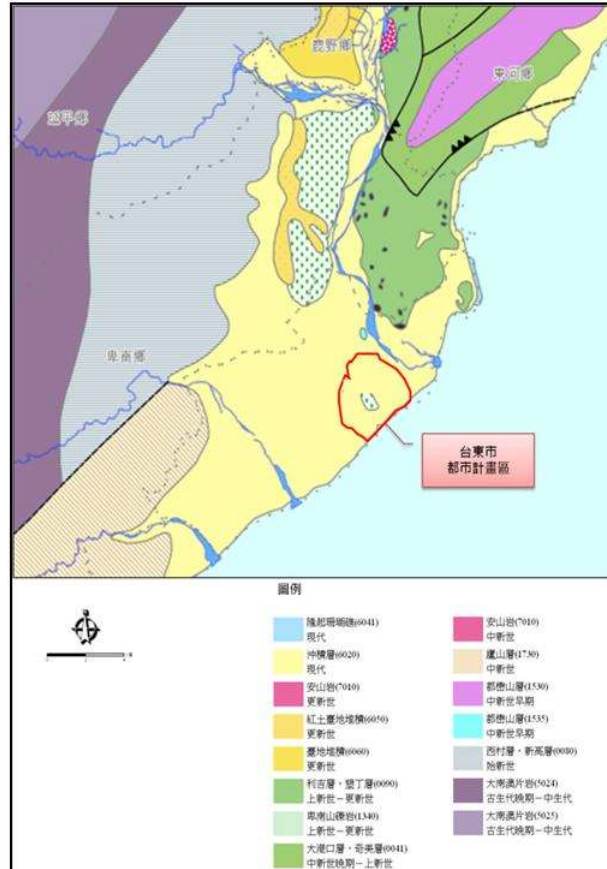 鹿野鄉
東河鄉
延平鄉
卑南鄉
台東市
都市計畫區
圖例
隆起珊瑚礁(6041)
現代
沖積層(6020)
現代
安山岩(7010)
更新世
紅土臺地堆積(6050)
更新世
臺地堆積(6060)
更新世
利吉層、墾丁層(0090)
上新世－更新世
卑南山礫岩(1340)
上新世－更新世
大港口層、奇美層(0041)
中新世晚期－上新世
安山岩(7010)
中新世
廬山層(1730)
中新世
都巒山層(1530)
中新世早期
都巒山層(1535)
中新世早期
西村層、新高層(0080)
始新世
大南澳片岩(5024)
古生代晚期－中生代
大南澳片岩(5025)
古生代晚期－中生代